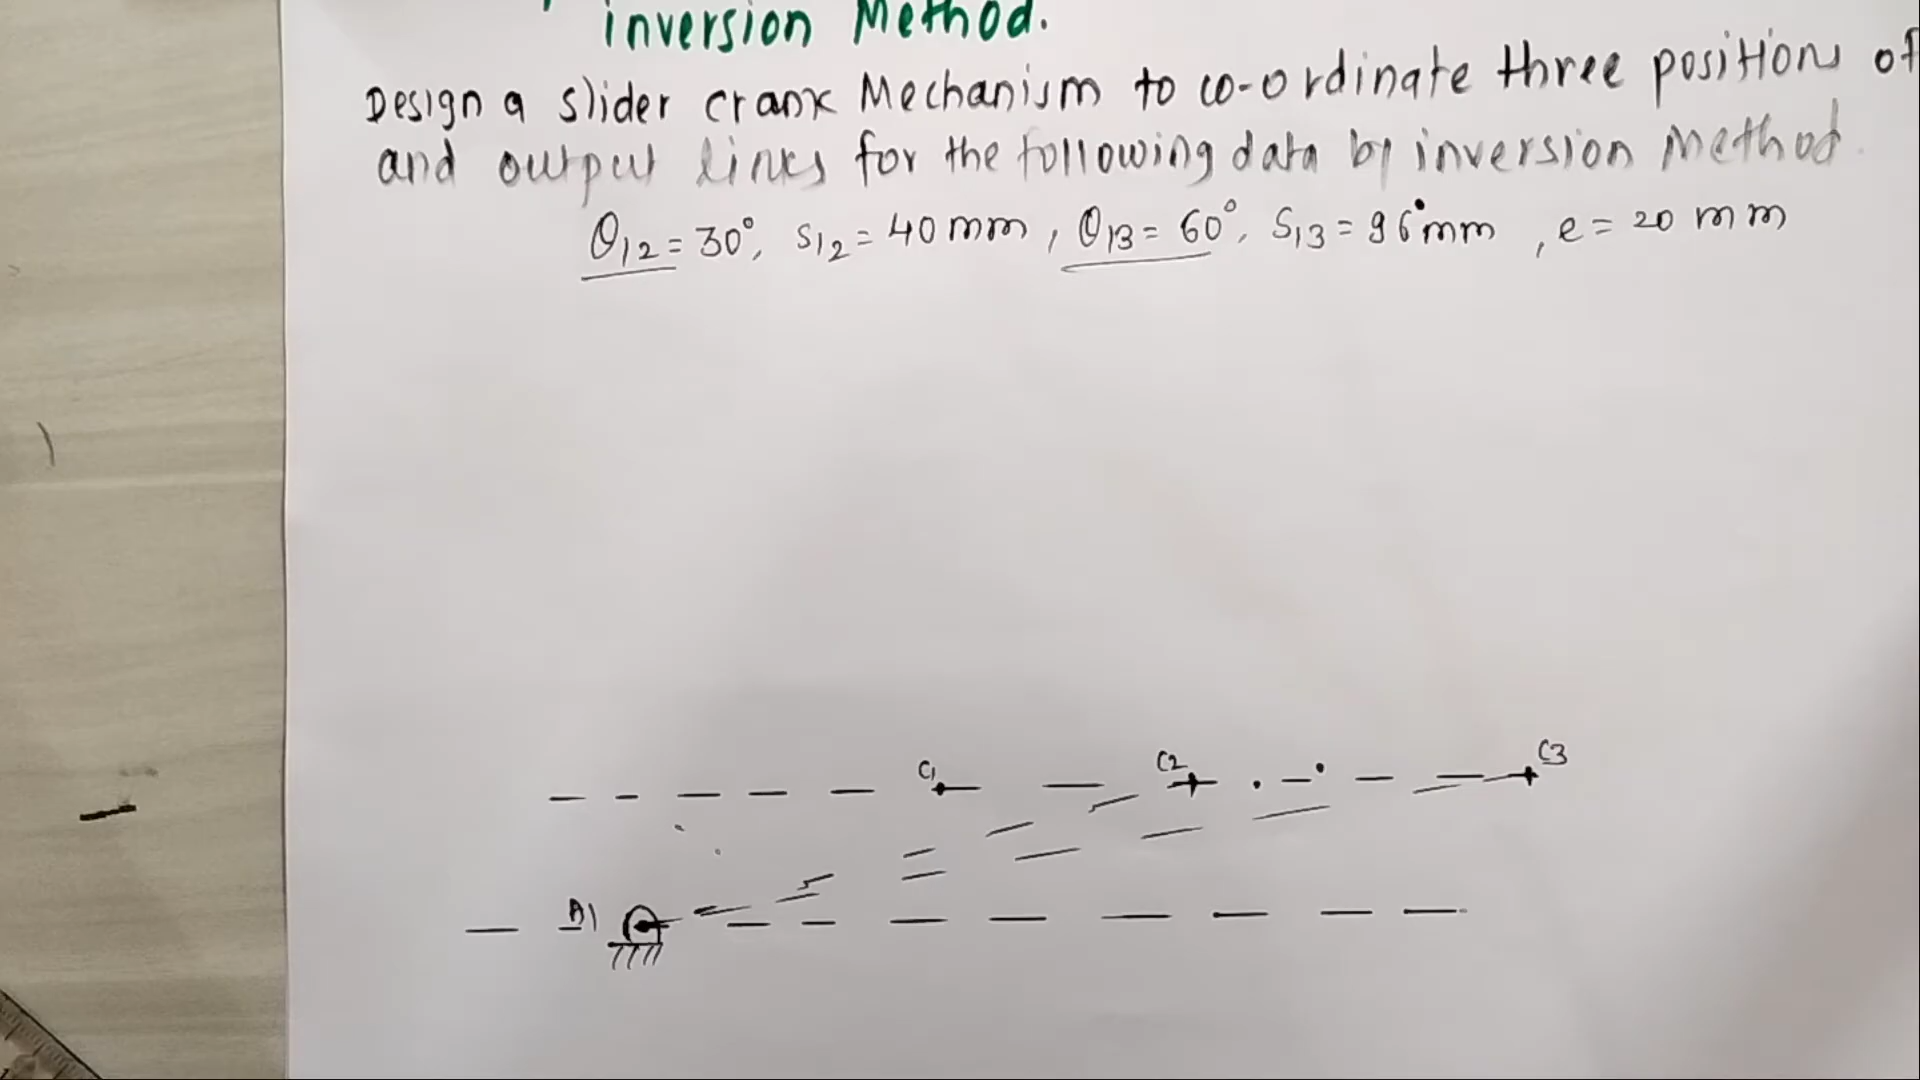 inversion Method.
Design a slider crank Mechanism to co-ordinate three positions of
and output links for the following data by inversion Method.
θ12 = 30°, S12 = 40 mm, θ13 = 60°, S13 = 96 mm, e = 20 mm
C1 C2 C3
A1